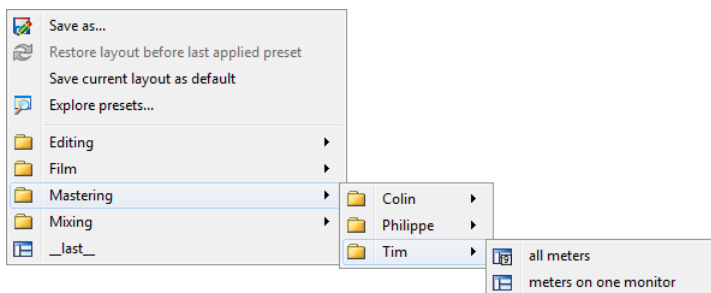 Save as...
Restore layout before last applied preset
Save current layout as default
Explore presets...
Editing
Film
Mastering
Mixing
__last__
Colin
Philippe
Tim
all meters
meters on one monitor